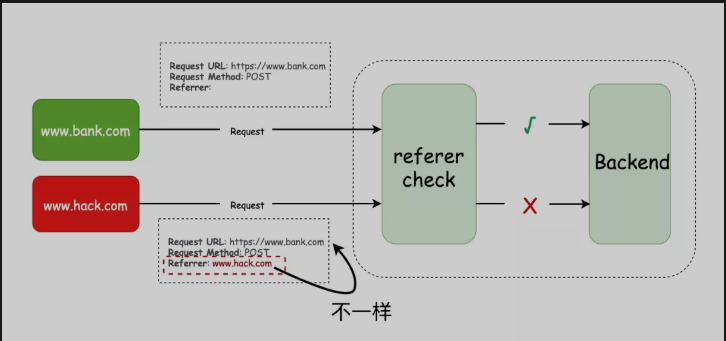 Request URL: https://www.bank.com
Request Method: POST
Referrer:
www.bank.com
Request
√
referer
check
Backend
www.hack.com
Request
X
Request URL: https://www.bank.com
Request Method: POST
Referrer: www.hack.com
不一样